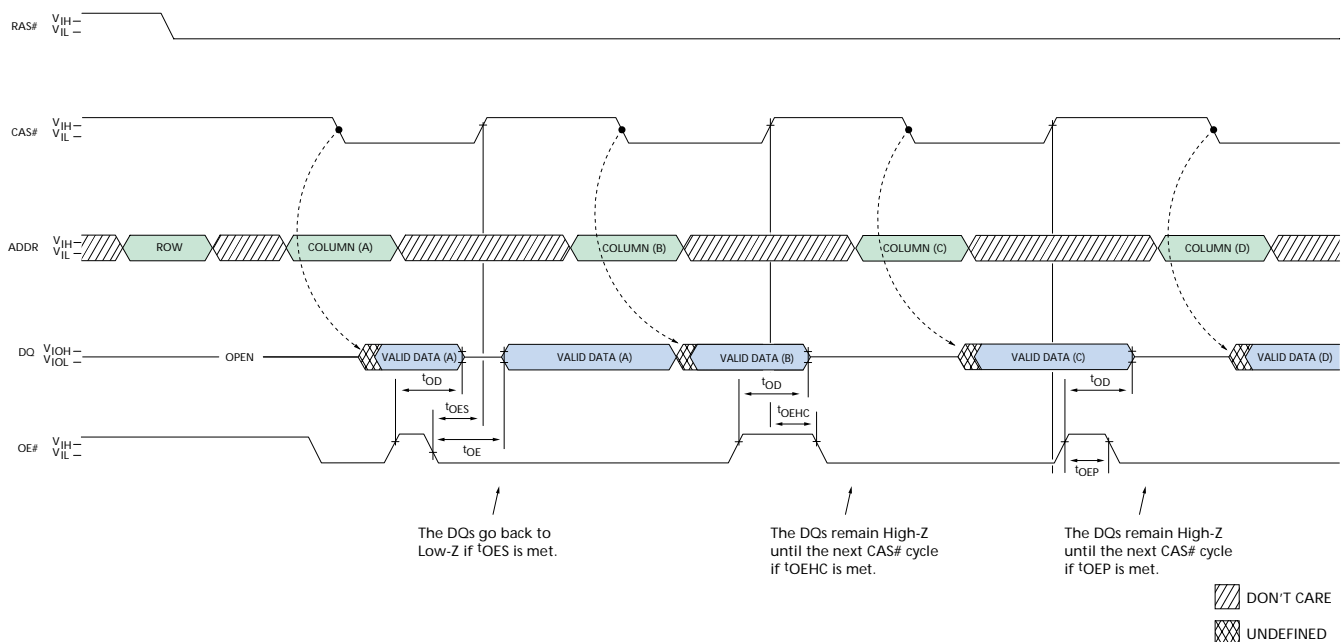 RAS# VIH VIL
CAS# VIH VIL
ADDR VIH VIL ROW COLUMN (A) COLUMN (B) COLUMN (C) COLUMN (D)
DQ VIOH VIOL OPEN VALID DATA (A) VALID DATA (A) VALID DATA (B) VALID DATA (C) VALID DATA (D)
tOD tOD tOD
tOES tOEHC
OE# VIH VIL tOE tOEP
The DQs go back to
Low-Z if tOES is met.
The DQs remain High-Z
until the next CAS# cycle
if tOEHC is met.
The DQs remain High-Z
until the next CAS# cycle
if tOEP is met.
DON'T CARE
UNDEFINED